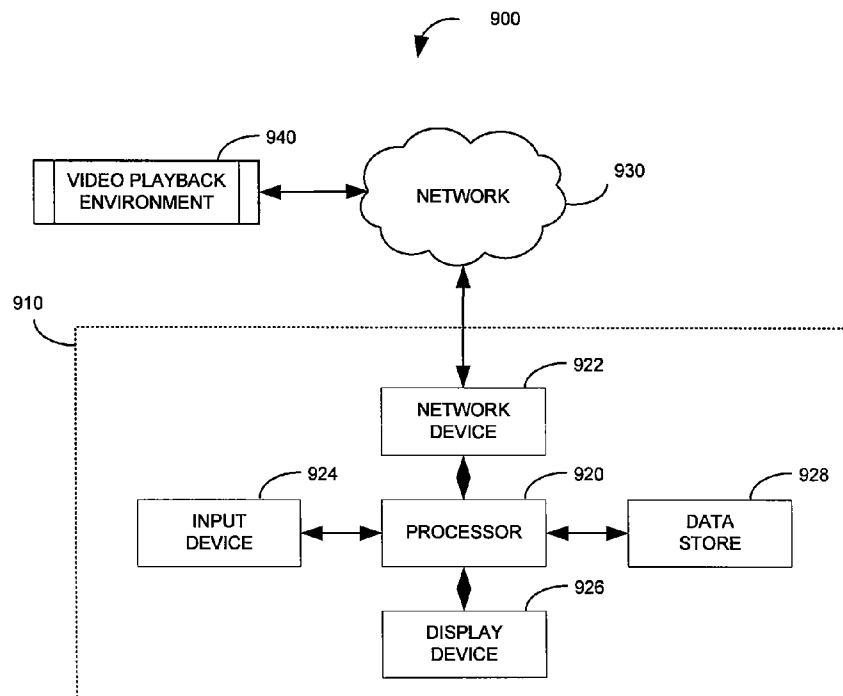 900
940
VIDEO PLAYBACK
ENVIRONMENT
NETWORK
930
910
922
NETWORK
DEVICE
924
920
928
INPUT
DEVICE
PROCESSOR
DATA
STORE
926
DISPLAY
DEVICE